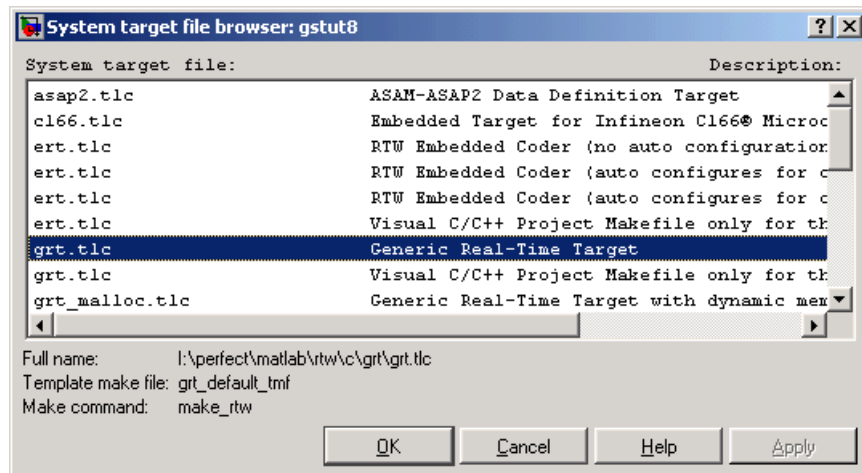 System target file browser: gstut8
System target file: Description:
asap2.tlc ASAM-ASAP2 Data Definition Target
c166.tlc Embedded Target for Infineon C166® Microc
ert.tlc RTW Embedded Coder (no auto configuration
ert.tlc RTW Embedded Coder (auto configures for c
ert.tlc RTW Embedded Coder (auto configures for c
ert.tlc Visual C/C++ Project Makefile only for th
grt.tlc Generic Real-Time Target
grt.tlc Visual C/C++ Project Makefile only for th
grt_malloc.tlc Generic Real-Time Target with dynamic mem
Full name: I:\perfect\matlab\rtw\c\grt\grt.tlc
Template make file: grt_default_tmf
Make command: make_rtw
OK Cancel Help Apply